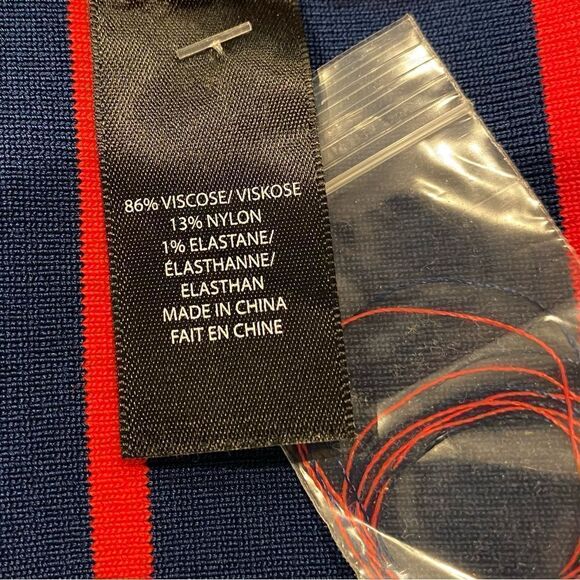 86% VISCOSE/ VISKOSE
13% NYLON
1% ELASTANE/
ÉLASTHANNE/
ELASTHAN
MADE IN CHINA
FAIT EN CHINE